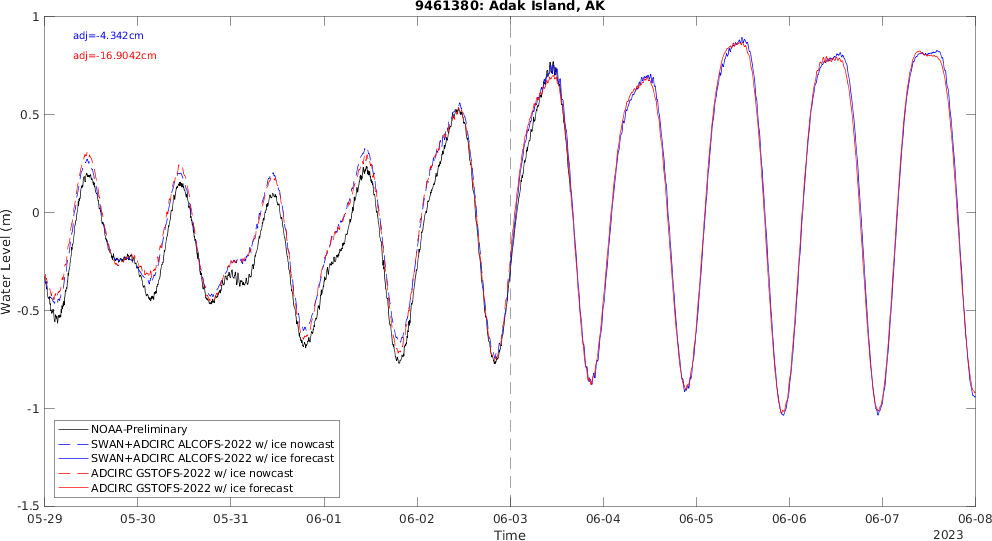 9461380: Adak Island, AK
adj=-4.342cm
adj=-16.9042cm
1
0.5
0
-0.5
-1
-1.5
Water Level (m)
NOAA-Preliminary
SWAN+ADCIRC ALCOFS-2022 w/ ice nowcast
SWAN+ADCIRC ALCOFS-2022 w/ ice forecast
ADCIRC GSTOFS-2022 w/ ice nowcast
ADCIRC GSTOFS-2022 w/ ice forecast
05-29 05-30 05-31 06-01 06-02 06-03 06-04 06-05 06-06 06-07 06-08
Time
2023